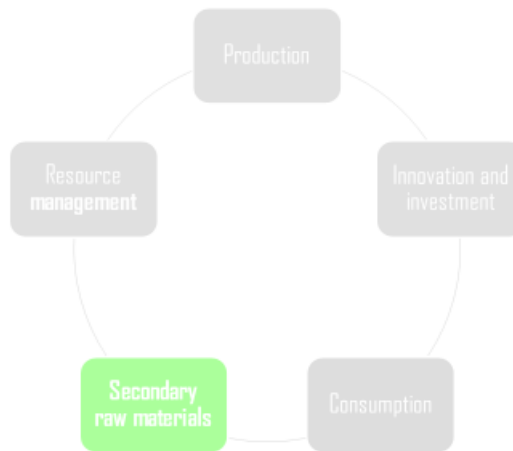 Production
Resource
management
Innovation and
investment
Secondary
raw materials
Consumption